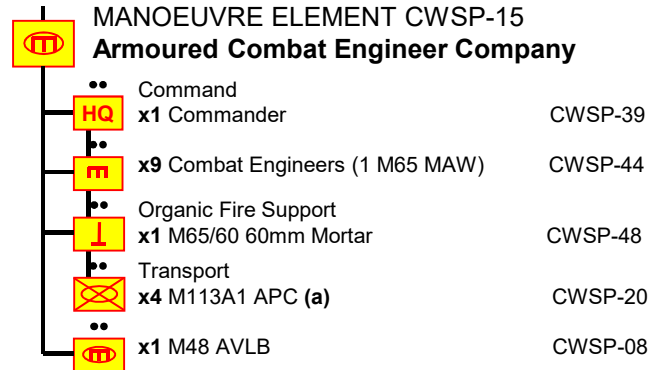 MANOEUVRE ELEMENT CWSP-15
Armoured Combat Engineer Company
Command
HQ x1 Commander CWSP-39
x9 Combat Engineers (1 M65 MAW) CWSP-44
Organic Fire Support
x1 M65/60 60mm Mortar CWSP-48
Transport
x4 M113A1 APC (a) CWSP-20
x1 M48 AVLB CWSP-08